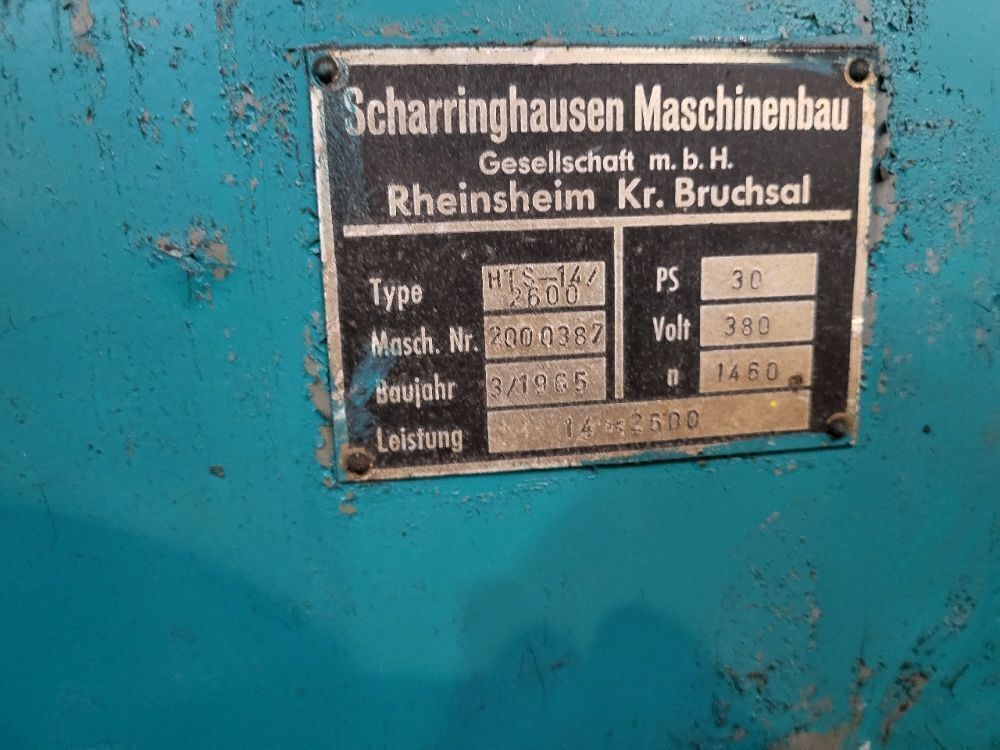 Scharringhausen Maschinenbau
Gesellschaft m.b.H.
Rheinsheim Kr. Bruchsal
Type HTS-14/
2600
Masch. Nr. 2000387
Baujahr 3/1965
Leistung 14 × 2600
PS 30
Volt 380
n 1460